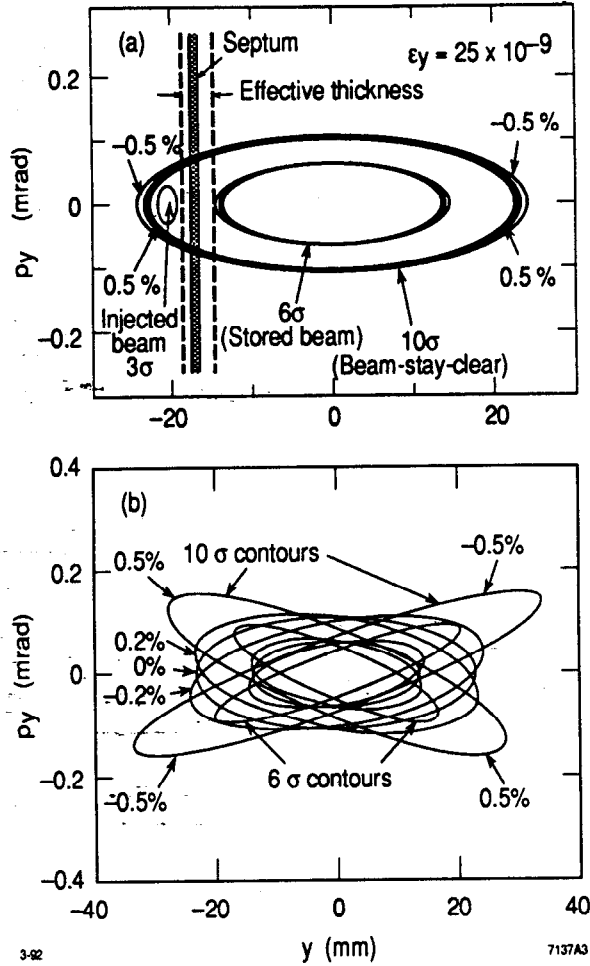 (a)
Septum
εy = 25 x 10⁻⁹
Effective thickness
–0.5 %
–0.5 %
0.5 %
0.5 %
Injected
beam
3σ
6σ
(Stored beam)
10σ
(Beam-stay-clear)
Py (mrad)
0.2
0
–0.2
–20
0
20
(b)
0.5%
10 σ contours
–0.5%
0.2%
0%
–0.2%
–0.5%
6 σ contours
0.5%
Py (mrad)
0.4
0.2
0
–0.2
–0.4
–40
–20
0
20
40
3-92
y (mm)
7137A3